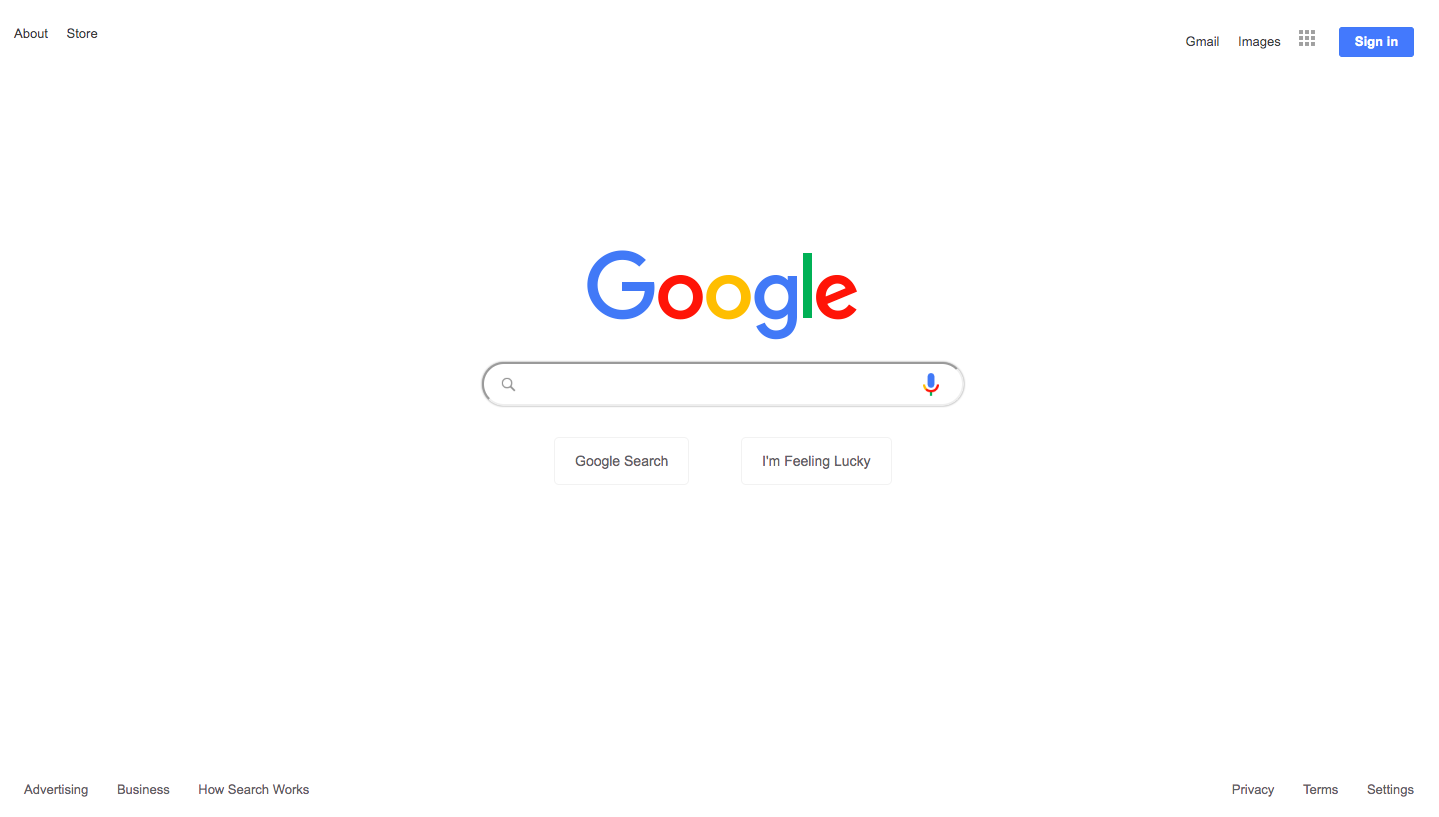 About Store
Gmail Images Sign in
Google
Google Search I'm Feeling Lucky
Advertising Business How Search Works Privacy Terms Settings